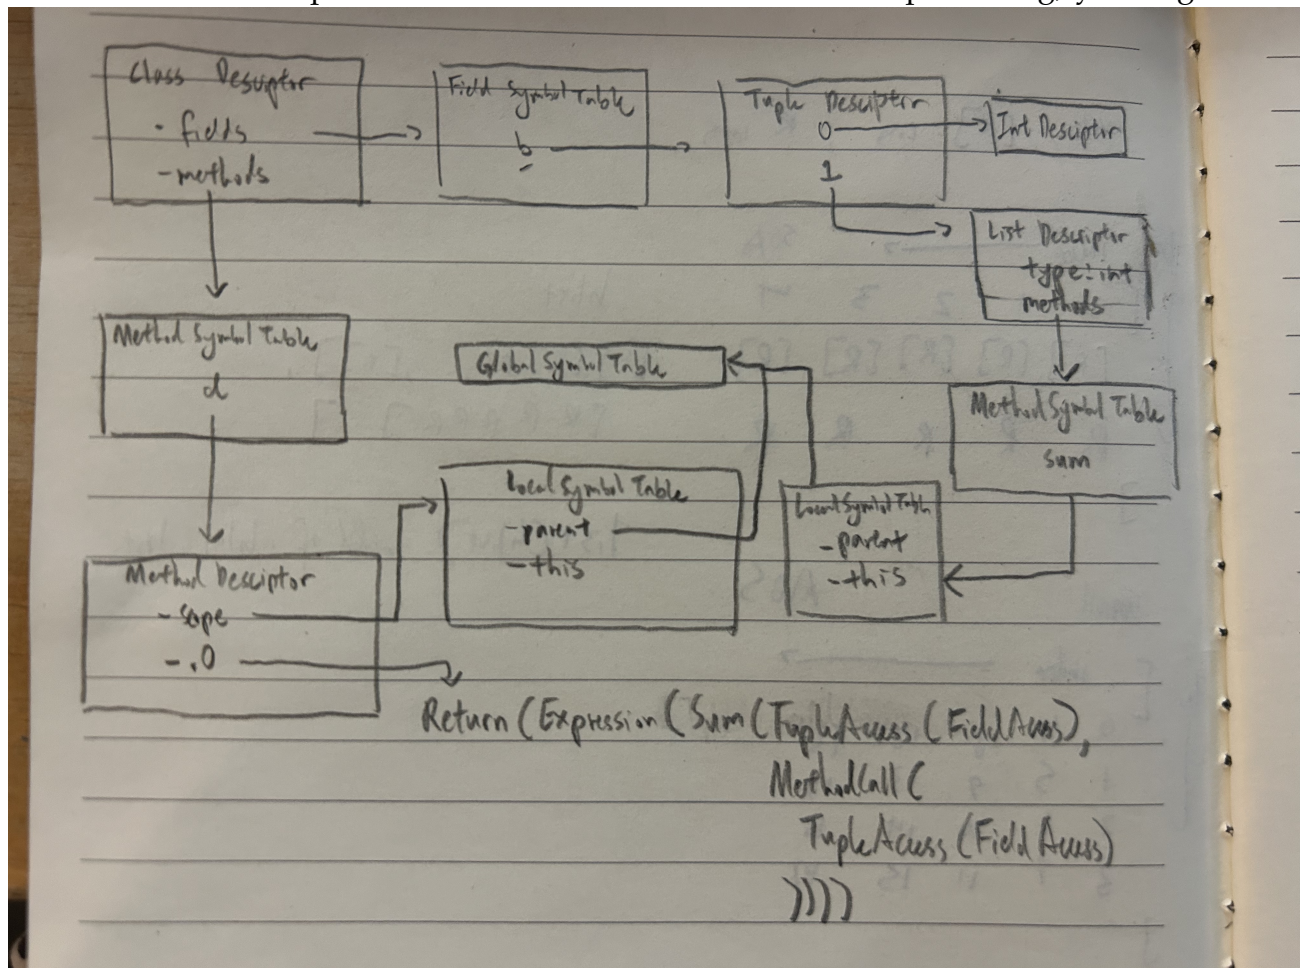 Class Desciptor
- fields
- methods
Field Symbol Table
b
Tuple Desciptor
0
1
Int Desciptor
List Desciptor
type: int
methods
Method Symbol Table
d
Global Symbol Table
Method Symbol Table
sum
Local Symbol Table
- parent
- this
Local Symbol Table
- parent
- this
Method Desciptor
- sope
- .0
Return (Expression (Sum (TupleAccess (FieldAccess),
MethodCall (
TupleAccess (Field Access)
))))